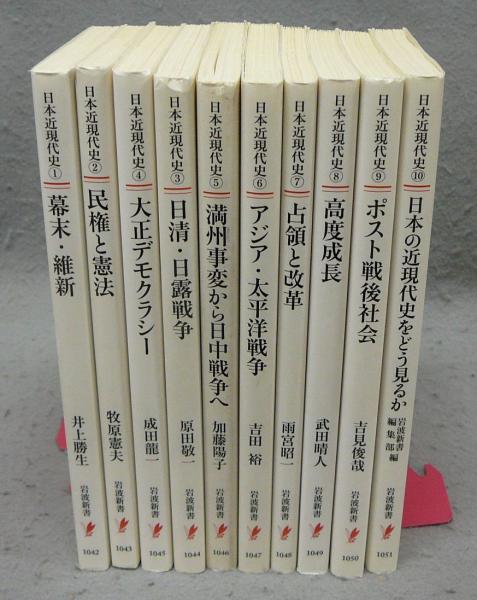 日本近現代史①
幕末・維新
井上勝生
岩波新書
1042
日本近現代史②
民権と憲法
牧原憲夫
岩波新書
1043
日本近現代史④
大正デモクラシー
成田龍一
岩波新書
1045
日本近現代史③
日清・日露戦争
原田敬一
岩波新書
1044
日本近現代史⑤
満州事変から日中戦争へ
加藤陽子
岩波新書
1046
日本近現代史⑥
アジア・太平洋戦争
吉田 裕
岩波新書
1047
日本近現代史⑦
占領と改革
雨宮昭一
岩波新書
1048
日本近現代史⑧
高度成長
武田晴人
岩波新書
1049
日本近現代史⑨
ポスト戦後社会
吉見俊哉
岩波新書
1050
日本近現代史⑩
日本の近現代史をどう見るか
岩波新書
編集部 編
岩波新書
1051